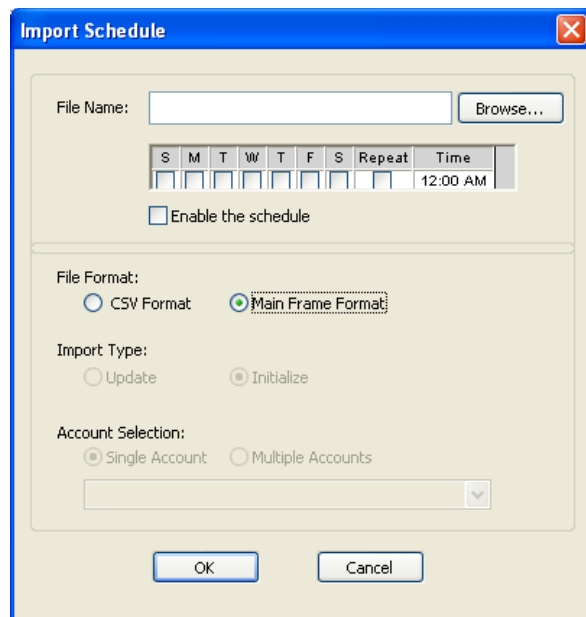 Import Schedule
File Name: Browse...
S M T W T F S Repeat Time
12:00 AM
Enable the schedule
File Format:
CSV Format Main Frame Format
Import Type:
Update Initialize
Account Selection:
Single Account Multiple Accounts
OK Cancel